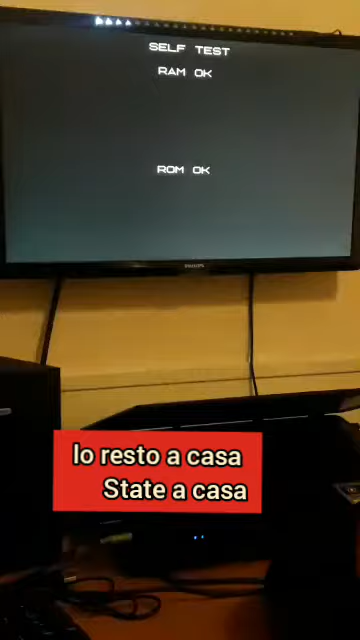 SELF TEST
RAM OK
ROM OK
PHILIPS
Io resto a casa
State a casa